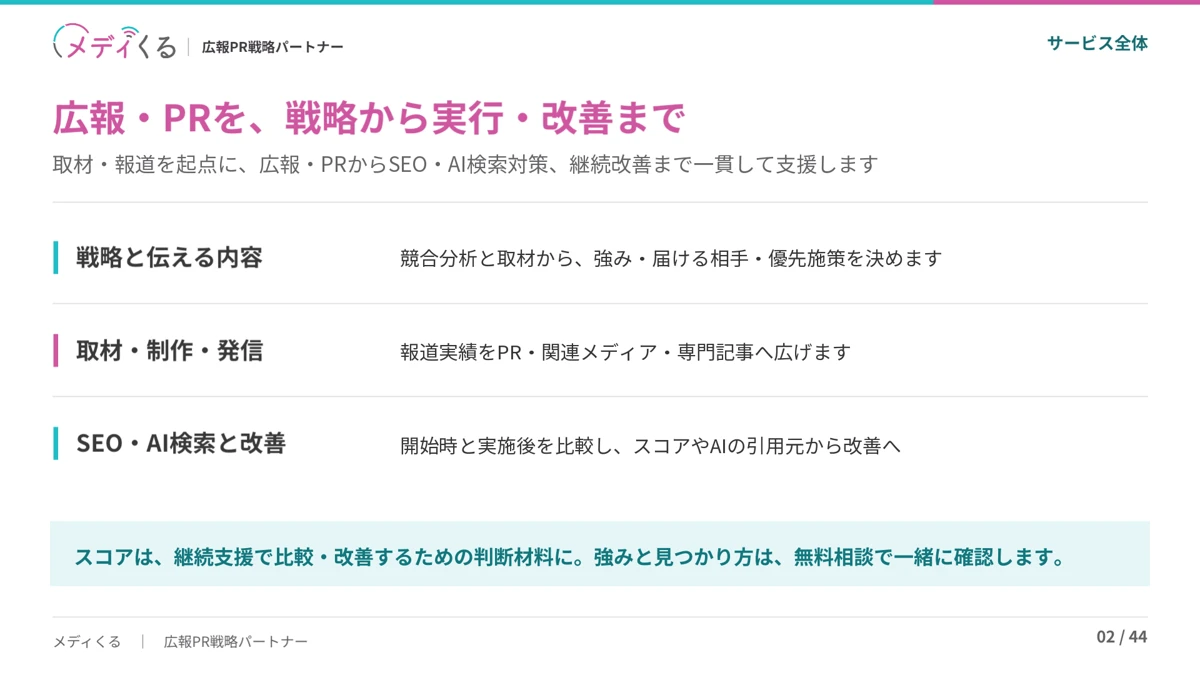 メディくる
広報PR戦略パートナー
サービス全体
広報・PRを、戦略から実行・改善まで
取材・報道を起点に、広報・PRからSEO・AI検索対策、継続改善まで一貫して支援します
戦略と伝える内容
競合分析と取材から、強み・届ける相手・優先施策を決めます
取材・制作・発信
報道実績をPR・関連メディア・専門記事へ広げます
SEO・AI検索と改善
開始時と実施後を比較し、スコアやAIの引用元から改善へ
スコアは、継続支援で比較・改善するための判断材料に。強みと見つかり方は、無料相談で一緒に確認します。
メディくる ｜ 広報PR戦略パートナー
02 / 44